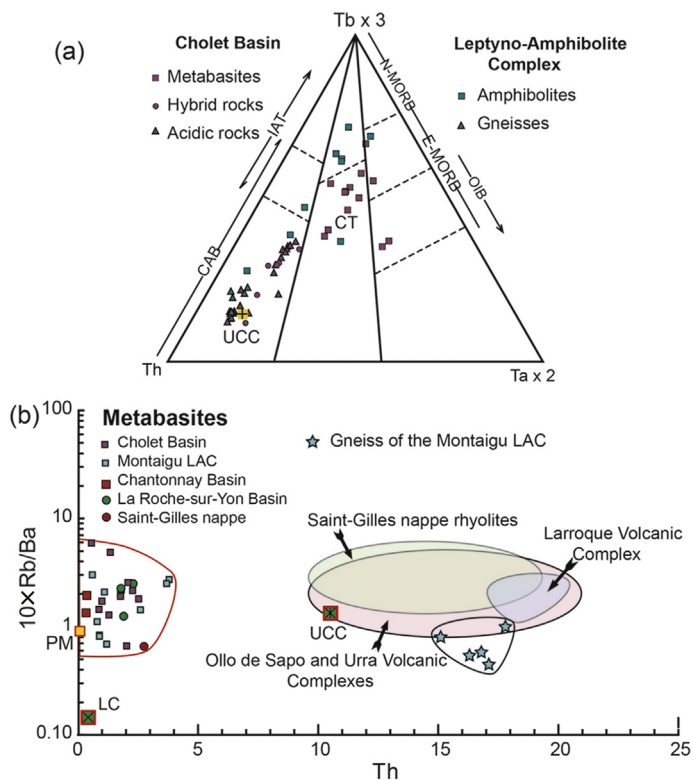 Tb x 3
(a)
Cholet Basin
Metabasites
Hybrid rocks
Acidic rocks
Leptyno-Amphibolite
Complex
Amphibolites
Gneisses
IAT
CAB
N-MORB
E-MORB
OIB
CT
UCC
Th
Ta x 2
(b)
100
10
1
0.10
10×Rb/Ba
Metabasites
Cholet Basin
Montaigu LAC
Chantonnay Basin
La Roche-sur-Yon Basin
Saint-Gilles nappe
Gneiss of the Montaigu LAC
Saint-Gilles nappe rhyolites
Larroque Volcanic
Complex
PM
UCC
Ollo de Sapo and Urra Volcanic
Complexes
LC
0 5 10 15 20 25
Th